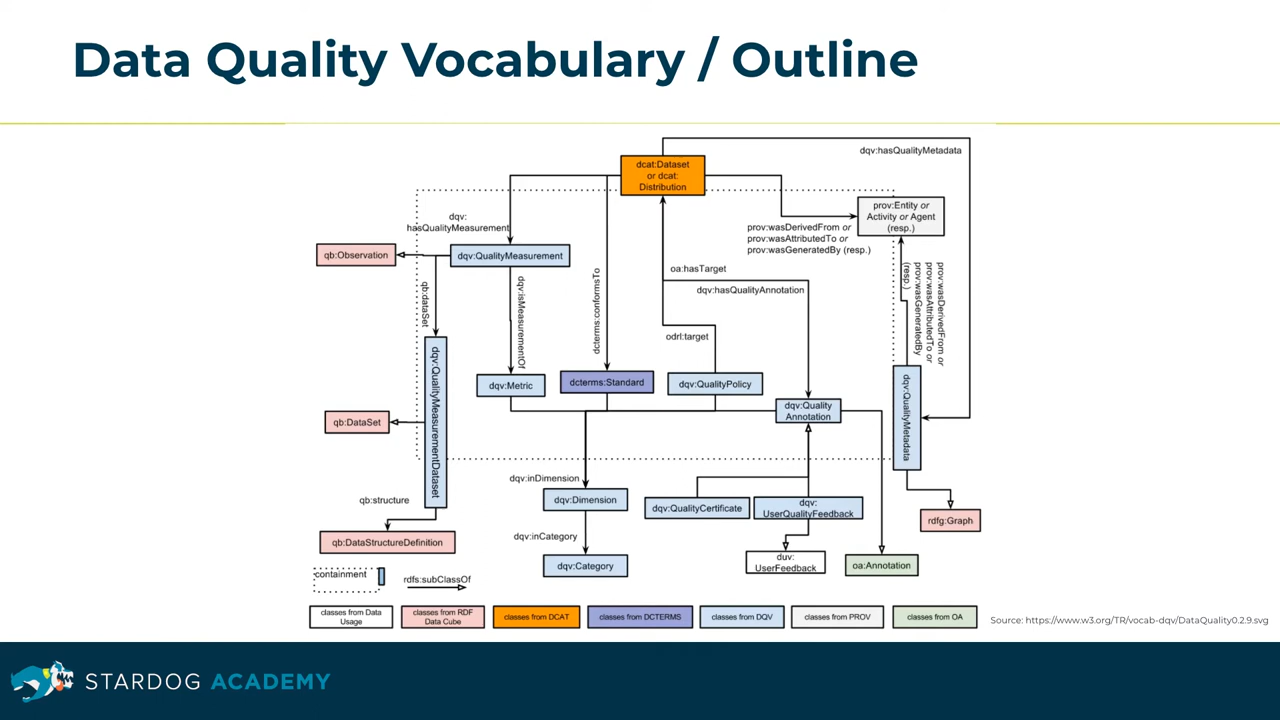 Data Quality Vocabulary / Outline
dqv:hasQualityMetadata
dcat:Dataset
or dcat:
Distribution
prov:Entity or
Activity or Agent
(resp.)
dqv:
hasQualityMeasurement
prov:wasDerivedFrom or
prov:wasAttributedTo or
prov:wasGeneratedBy (resp.)
qb:Observation
dqv:QualityMeasurement
oa:hasTarget
dqv:hasQualityAnnotation
qb:dataSet
dqv:isMeasurementOf
dcterms:conformsTo
prov:wasDerivedFrom or
prov:wasAttributedTo or
prov:wasGeneratedBy
(resp.)
odrl:target
dqv:QualityMeasurementDataset
dqv:Metric
dcterms:Standard
dqv:QualityPolicy
dqv:Quality
Annotation
dqv:QualityMetadata
qb:DataSet
dqv:inDimension
qb:structure
dqv:Dimension
dqv:QualityCertificate
dqv:
UserQualityFeedback
rdfg:Graph
qb:DataStructureDefinition
dqv:inCategory
dqv:Category
duv:
UserFeedback
oa:Annotation
containment
rdfs:subClassOf
classes from Data
Usage
classes from RDF
Data Cube
classes from DCAT
classes from DCTERMS
classes from DQV
classes from PROV
classes from OA
Source: https://www.w3.org/TR/vocab-dqv/DataQuality0.2.9.svg
STARDOG ACADEMY